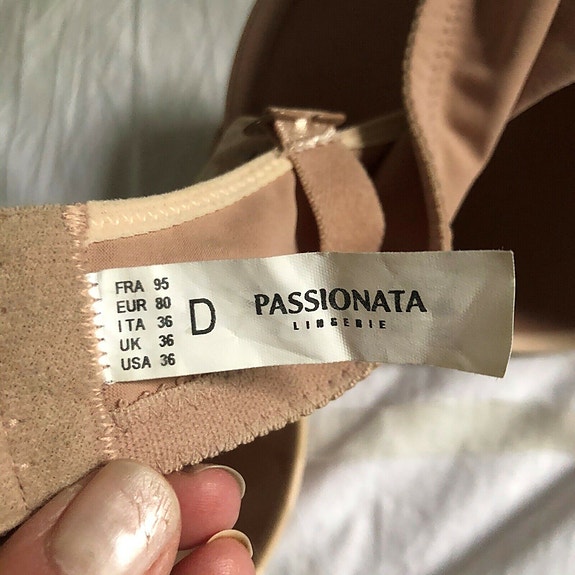 FRA 95
EUR 80
ITA 36
UK 36
USA 36
D
PASSIONATA
LINGERIE